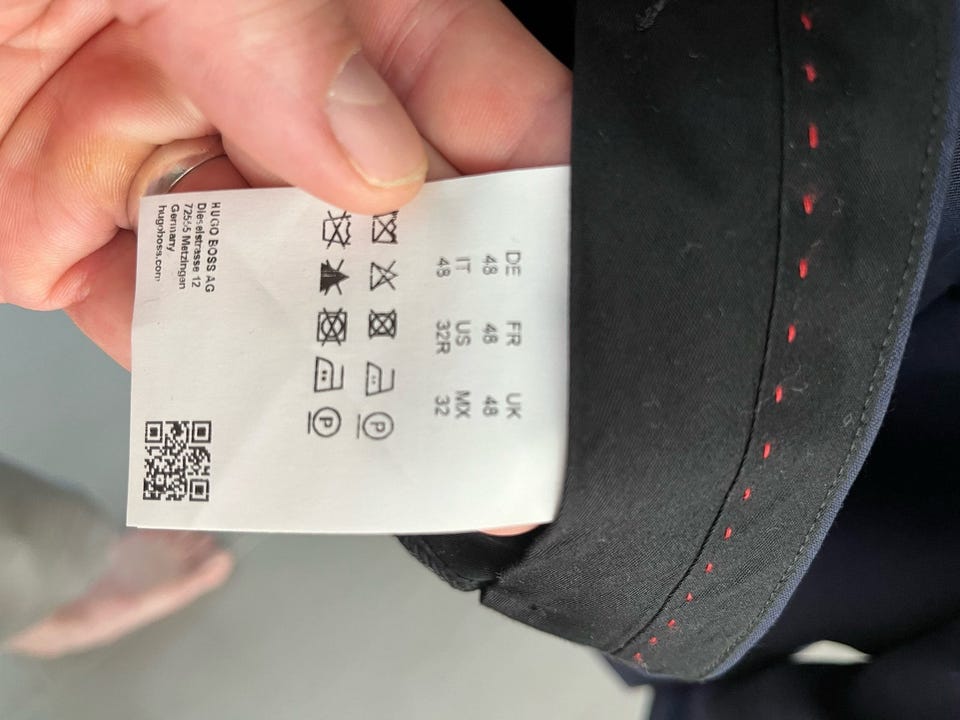 DE FR UK
48 48 48
IT US MX
48 32R 32
P
P
HUGO BOSS AG
Dieselstrasse 12
72555 Metzingen
Germany
hugoboss.com